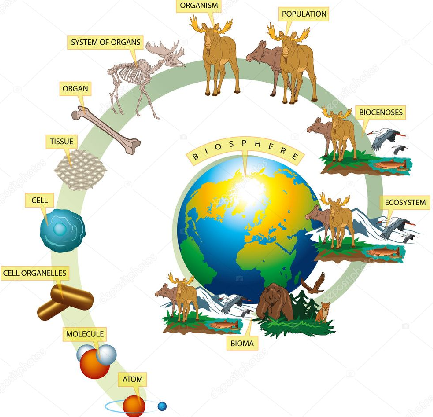 ORGANISM
POPULATION
SYSTEM OF ORGANS
ORGAN
BIOCENOSES
TISSUE
BIOSPHERE
CELL
ECOSYSTEM
CELL ORGANELLES
MOLECULE
BIOMA
ATOM